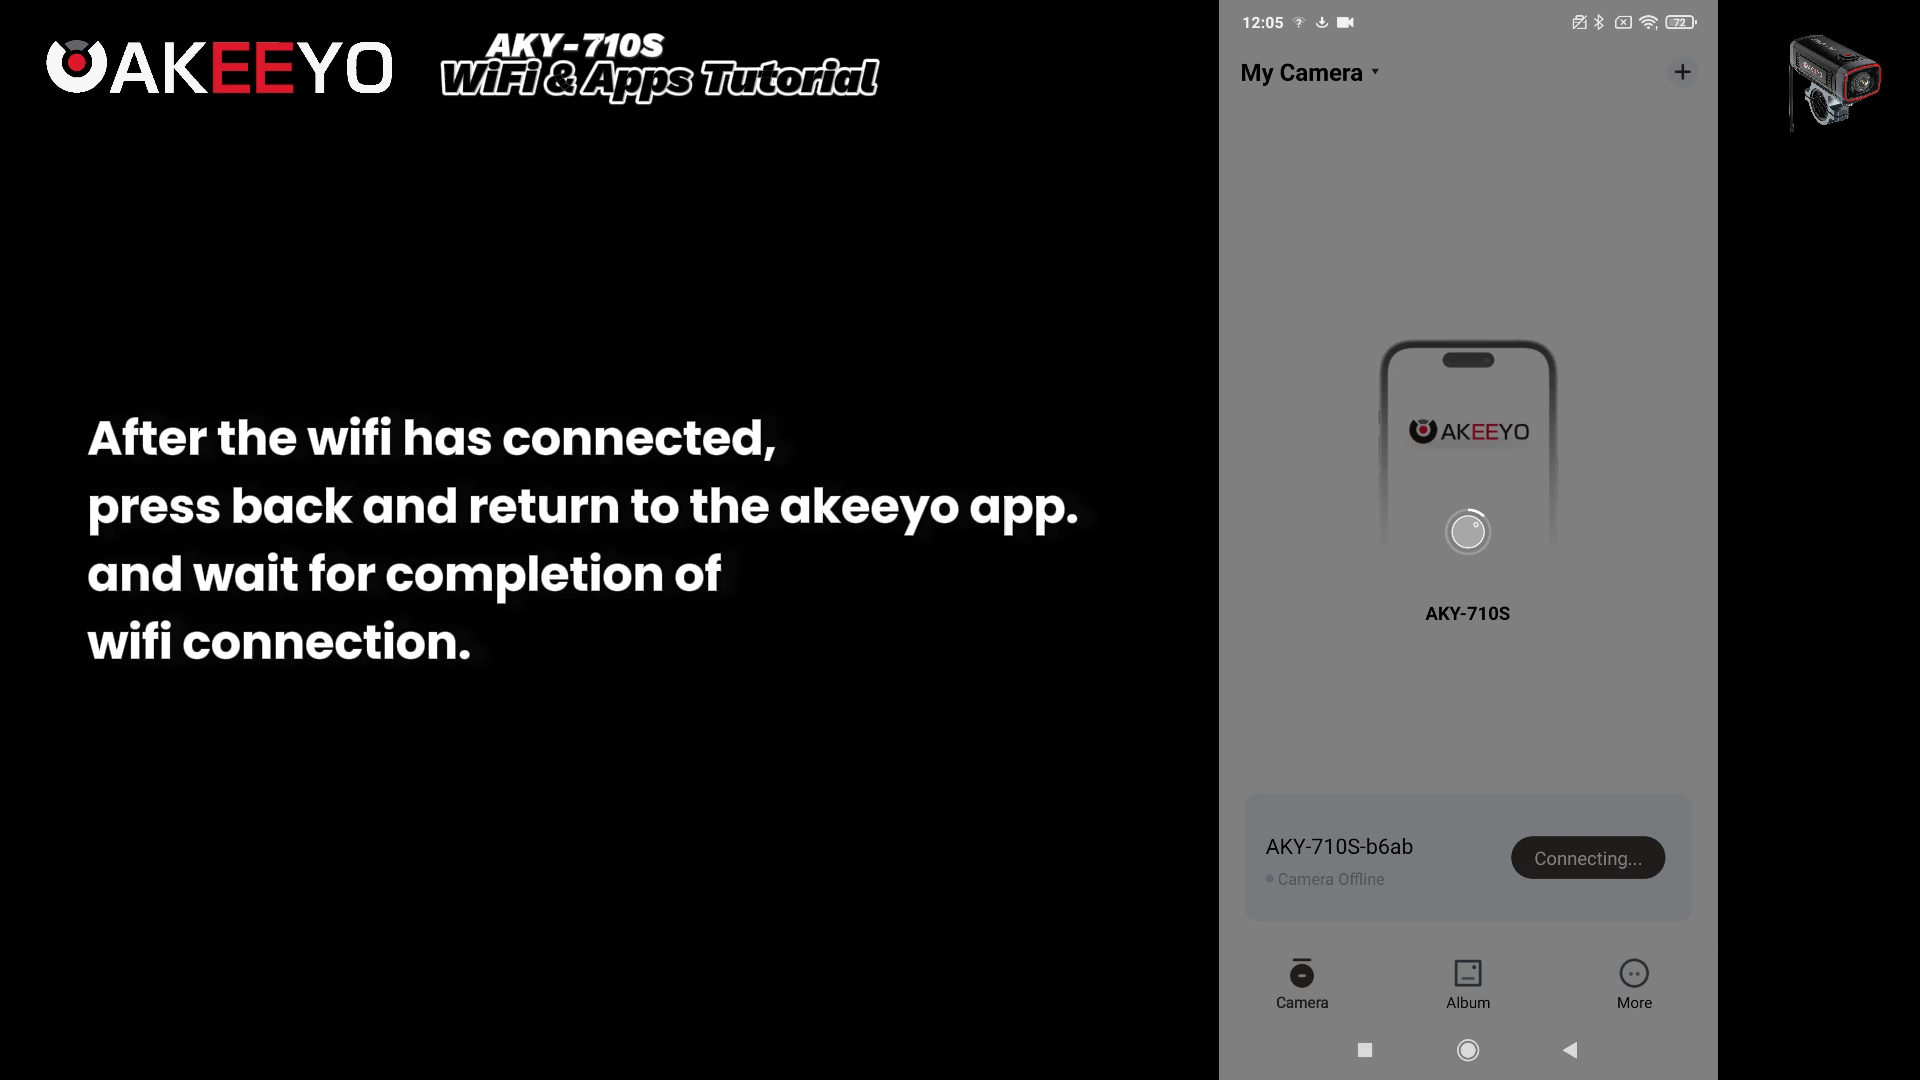 AKEEYO
AKY-710S
WiFi & Apps Tutorial
After the wifi has connected,
press back and return to the akeeyo app.
and wait for completion of
wifi connection.
12:05
72
My Camera
AKEEYO
AKY-710S
AKY-710S-b6ab
Camera Offline
Connecting...
Camera
Album
More